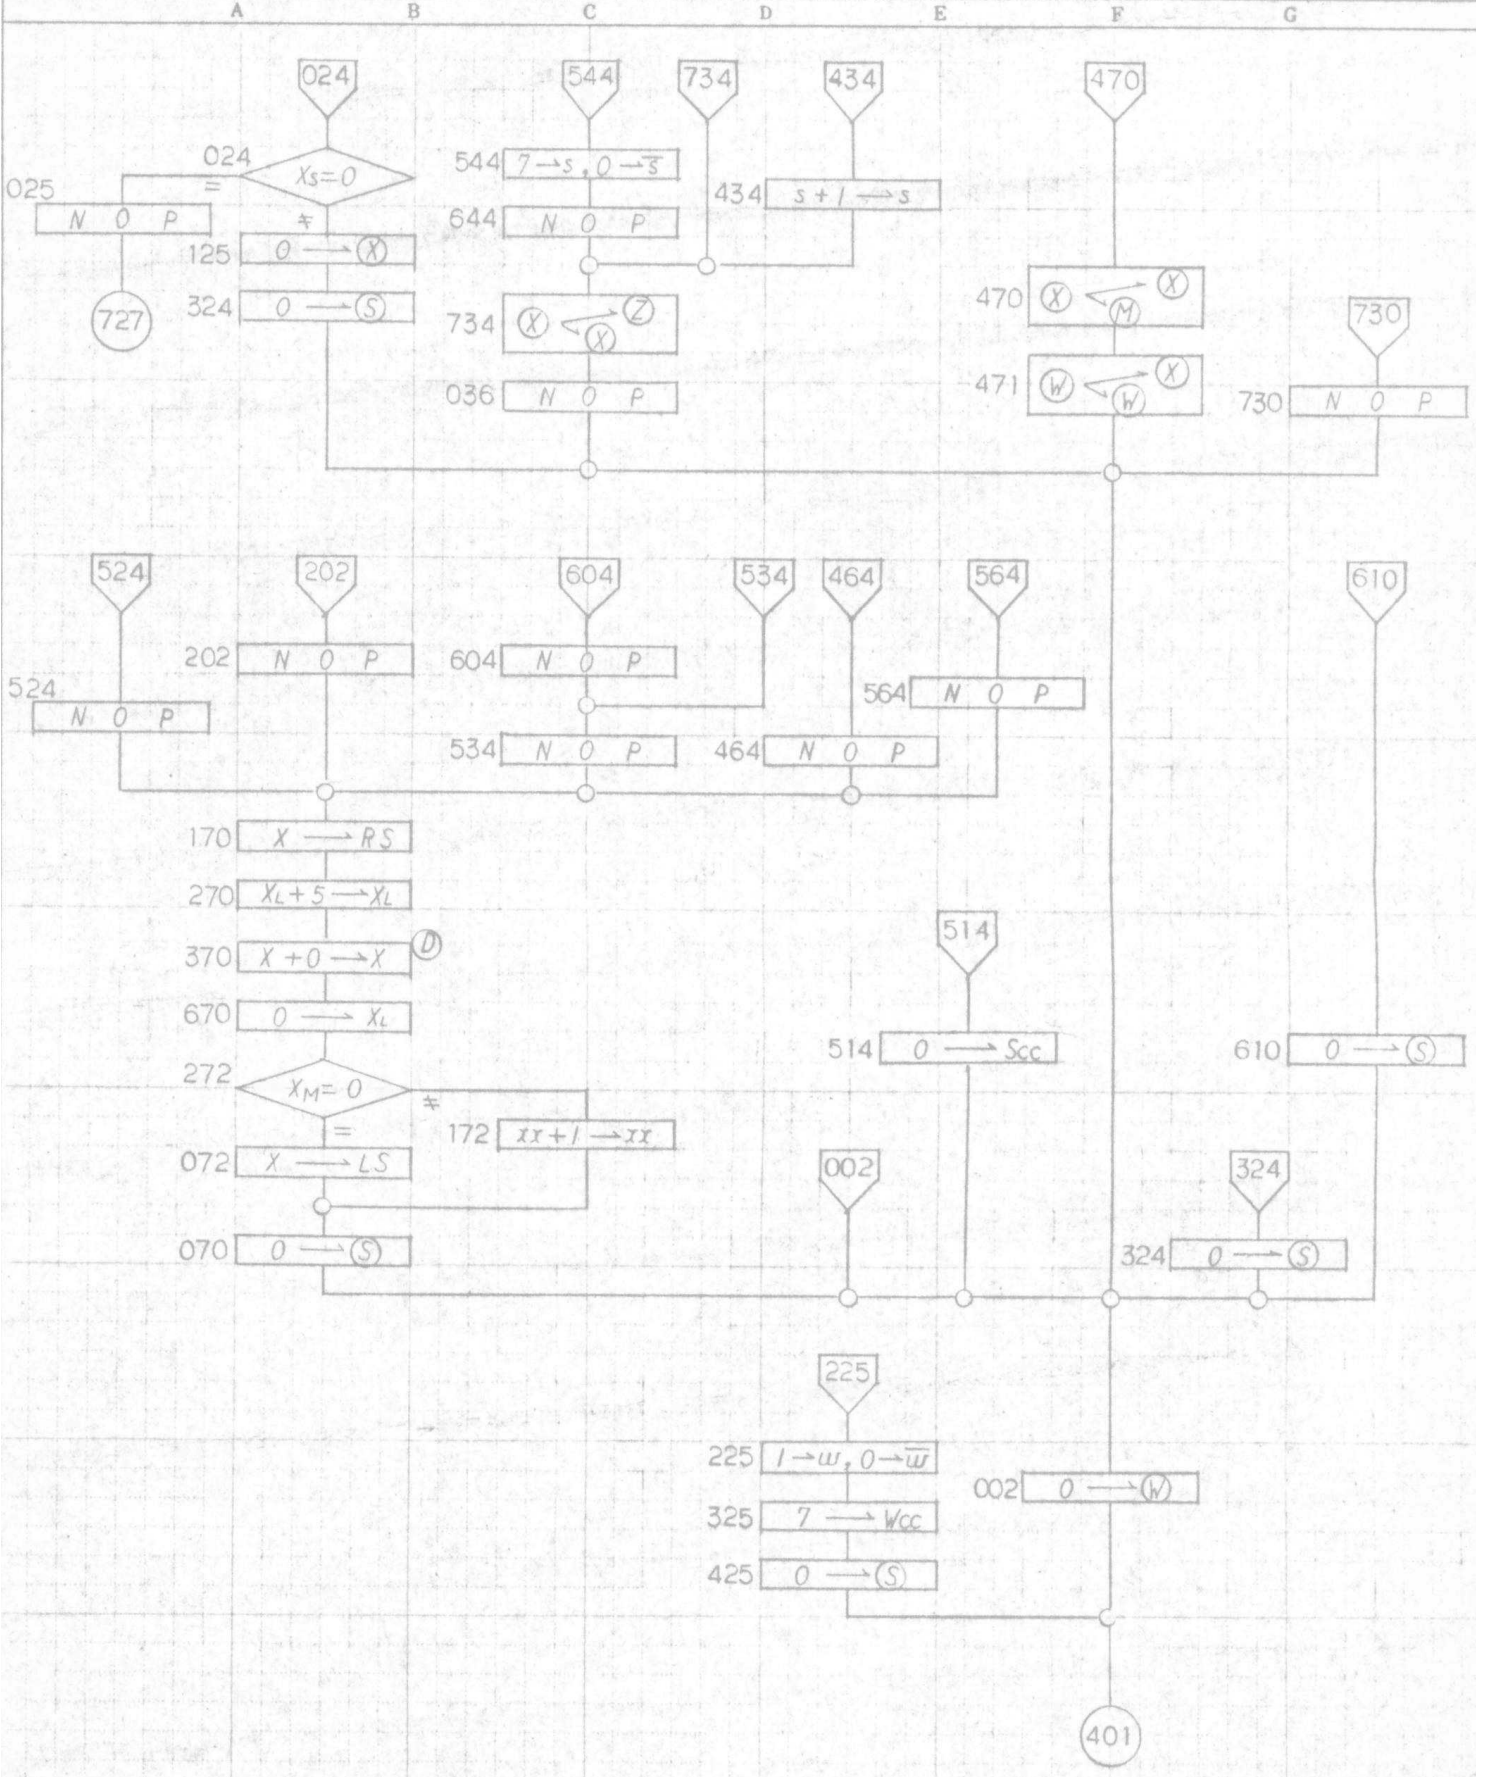 A B C D E F G
024 544 734 434 470
024 Xs=0
=
≠
544 7→s, 0→s̅
025 N O P
434 s+1→s
644 N O P
125 0→Ⓧ
727
324 0→Ⓢ
734 Ⓧ Ⓩ Ⓧ
470 Ⓧ Ⓧ Ⓜ
730
036 N O P
471 Ⓦ Ⓧ Ⓦ
730 N O P
524 202 604 534 464 564 610
202 N O P
604 N O P
524 N O P
564 N O P
534 N O P
464 N O P
170 X→RS
270 XL+5→XL
514
370 X+0→X Ⓓ
670 0→XL
514 0→Scc
610 0→Ⓢ
272 XM=0
≠
=
172 xx+1→xx
072 X→LS
002
324
070 0→Ⓢ
324 0→Ⓢ
225
225 1→w, 0→w̅
002 0→Ⓦ
325 7→Wcc
425 0→Ⓢ
401